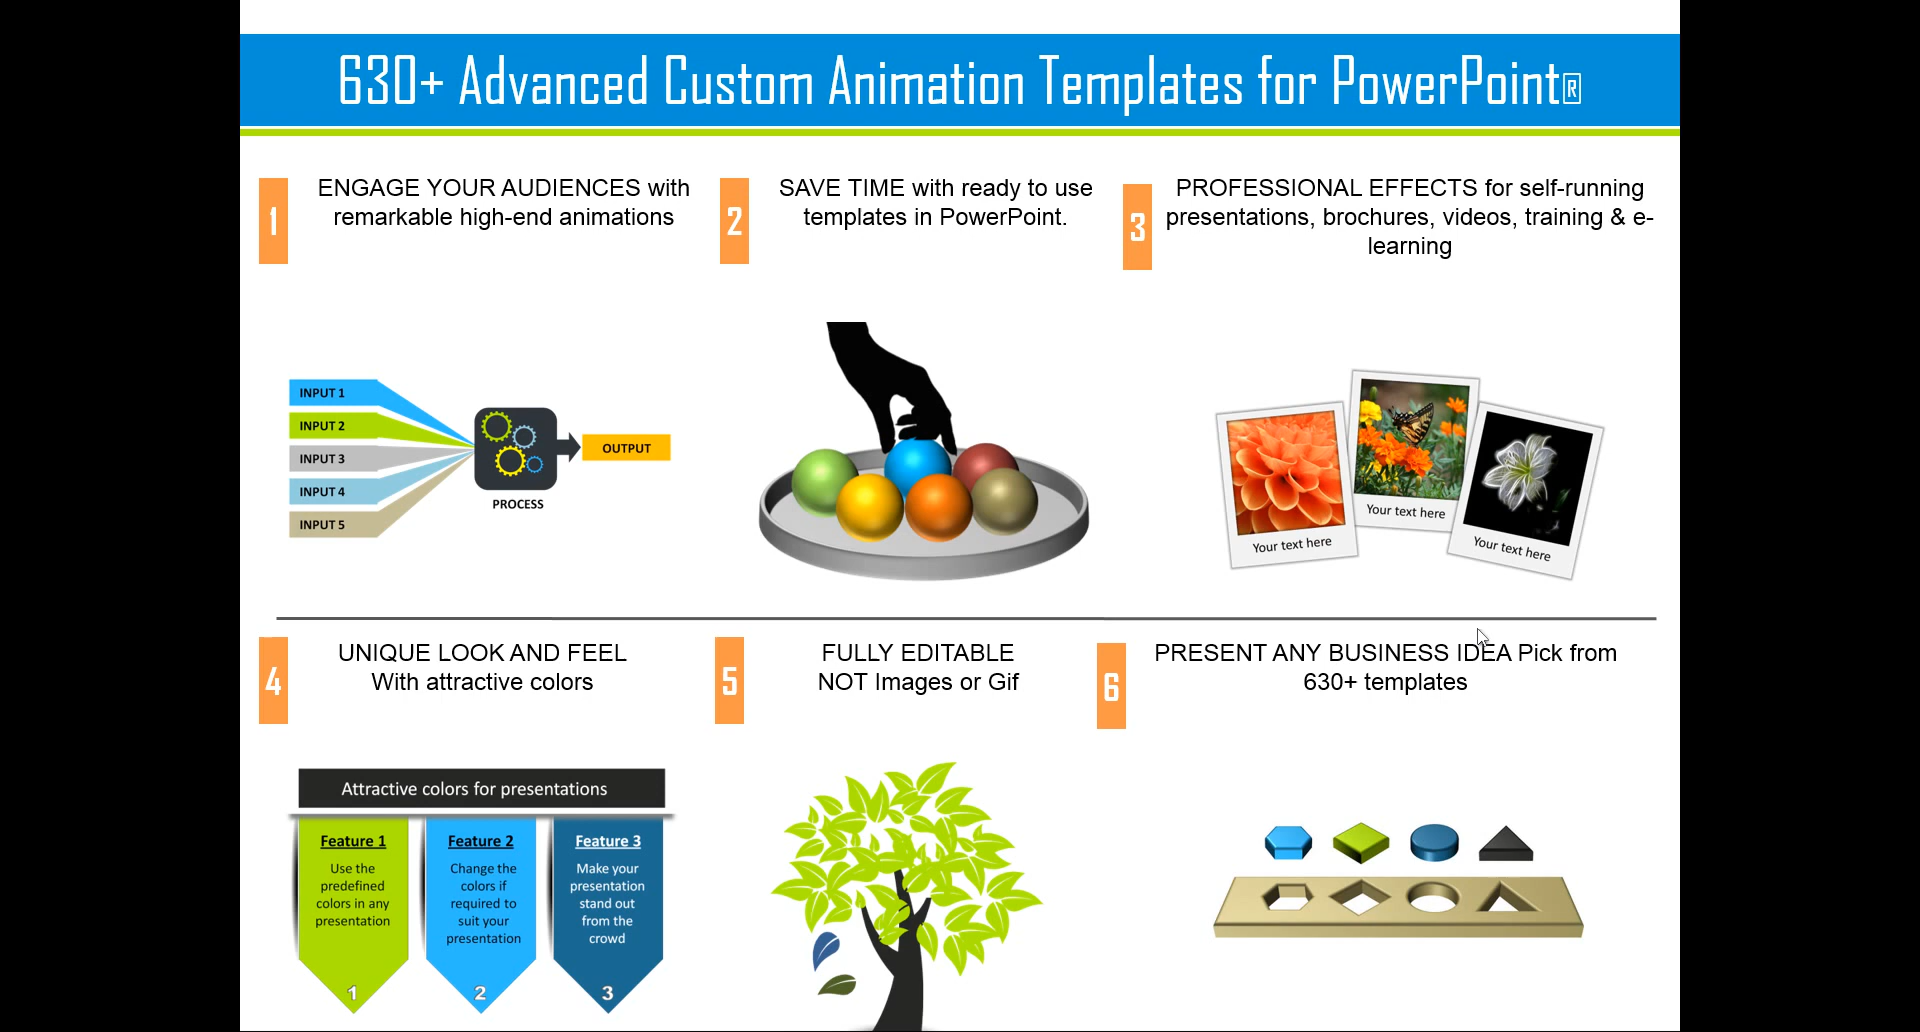 630+ Advanced Custom Animation Templates for PowerPoint®
1
ENGAGE YOUR AUDIENCES with
remarkable high-end animations
2
SAVE TIME with ready to use
templates in PowerPoint.
3
PROFESSIONAL EFFECTS for self-running
presentations, brochures, videos, training & e-
learning
INPUT 1
INPUT 2
INPUT 3
INPUT 4
INPUT 5
PROCESS
OUTPUT
Your text here
Your text here
Your text here
4
UNIQUE LOOK AND FEEL
With attractive colors
5
FULLY EDITABLE
NOT Images or Gif
6
PRESENT ANY BUSINESS IDEA Pick from
630+ templates
Attractive colors for presentations
Feature 1
Use the
predefined
colors in any
presentation
1
Feature 2
Change the
colors if
required to
suit your
presentation
2
Feature 3
Make your
presentation
stand out
from the
crowd
3